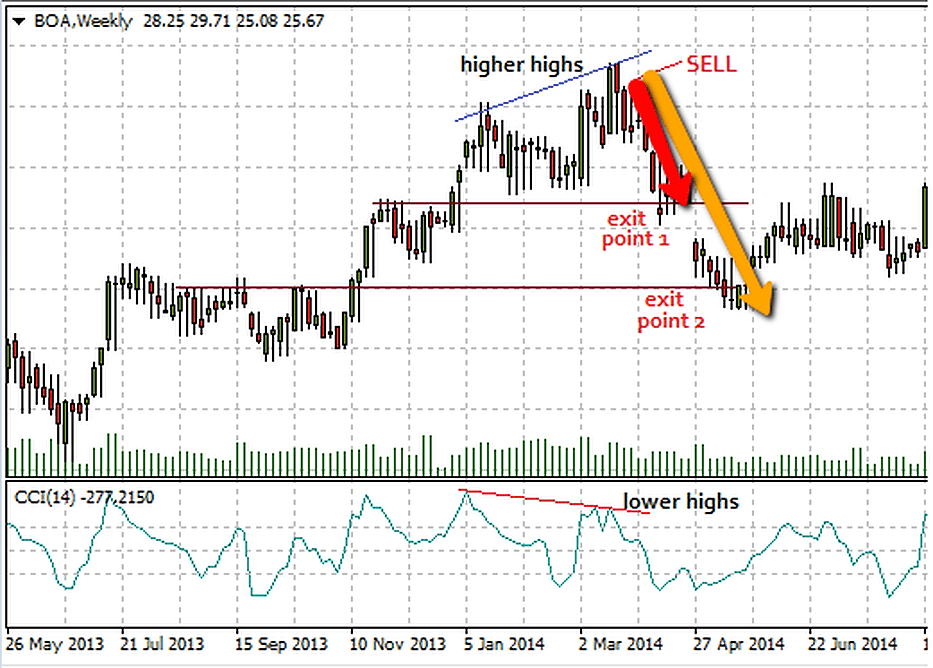 BOA,Weekly 28.25 29.71 25.08 25.67
higher highs
SELL
exit
point 1
exit
point 2
CCI(14) -277.2150
lower highs
26 May 2013 21 Jul 2013 15 Sep 2013 10 Nov 2013 5 Jan 2014 2 Mar 2014 27 Apr 2014 22 Jun 2014 1